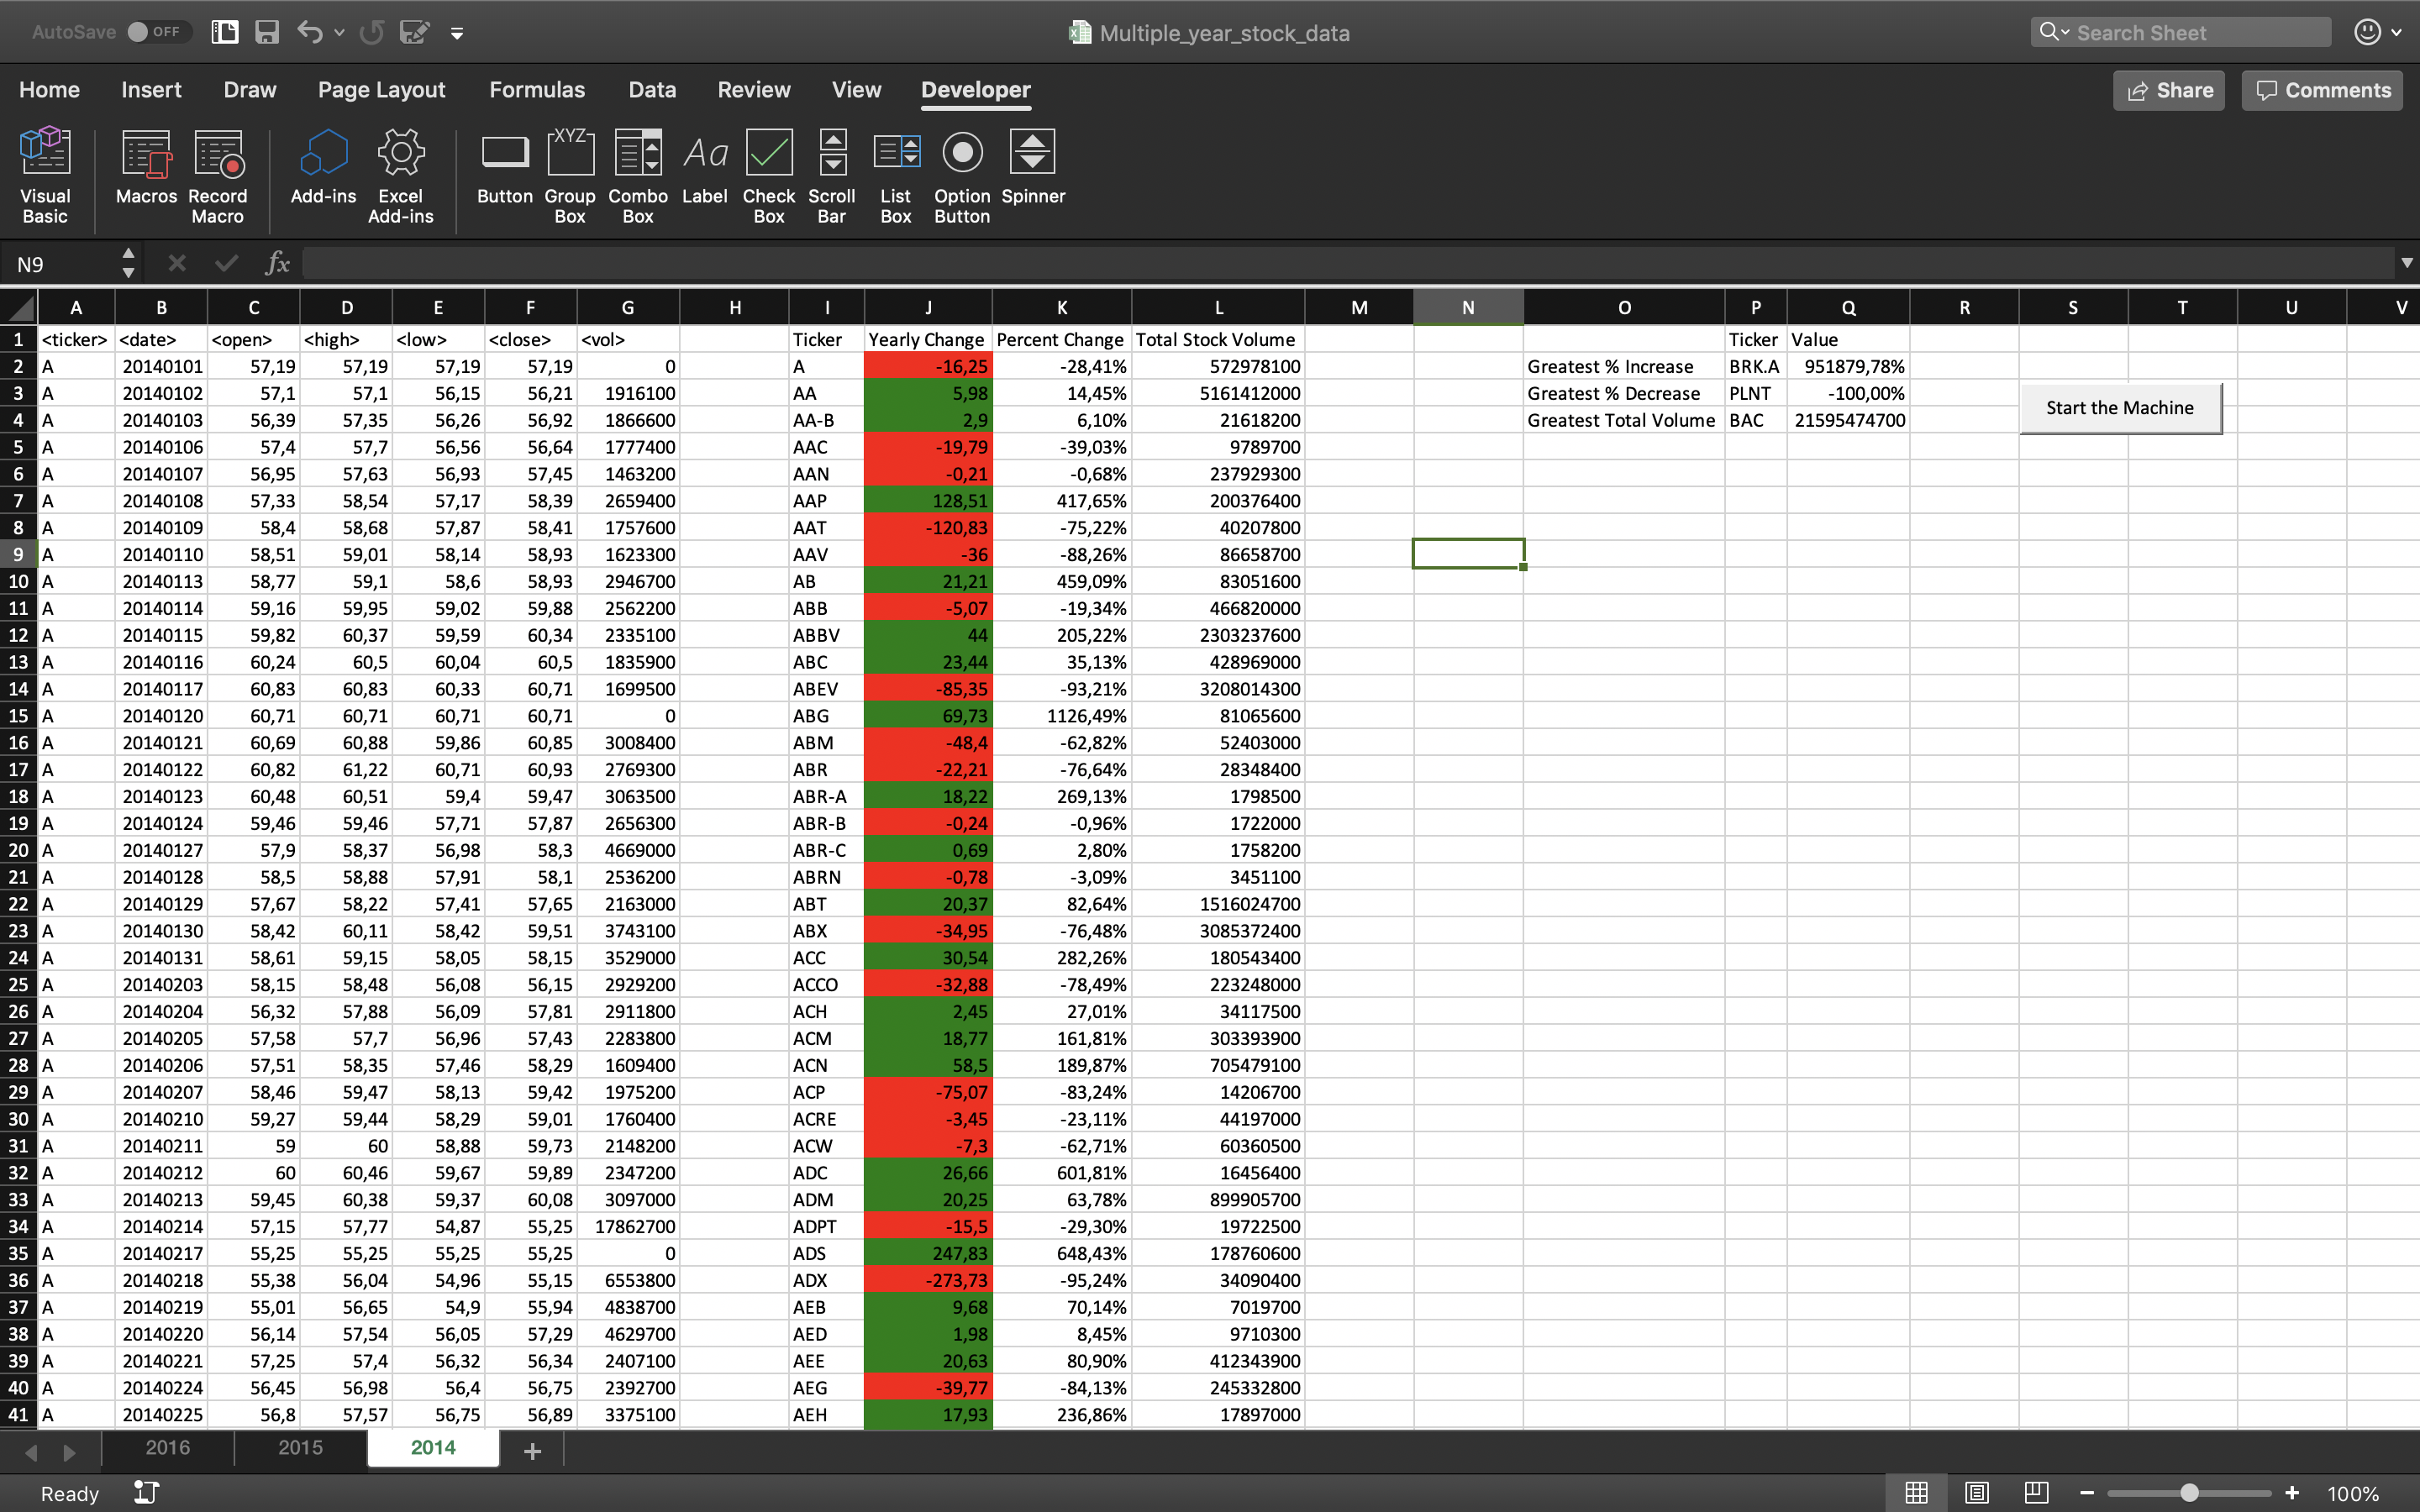 AutoSave OFF Multiple_year_stock_data Search Sheet
Home Insert Draw Page Layout Formulas Data Review View Developer Share Comments
XYZ Aa
Visual Basic Macros Record Macro Add-ins Excel Add-ins Button Group Box Combo Box Label Check Box Scroll Bar List Box Option Button Spinner
N9 fx
A B C D E F G H I J K L M N O P Q R S T U V
1 <ticker> <date> <open> <high> <low> <close> <vol> Ticker Yearly Change Percent Change Total Stock Volume Ticker Value
2 A 20140101 57,19 57,19 57,19 57,19 0 A -16,25 -28,41% 572978100 Greatest % Increase BRK.A 951879,78%
3 A 20140102 57,1 57,1 56,15 56,21 1916100 AA 5,98 14,45% 5161412000 Greatest % Decrease PLNT -100,00%
Start the Machine
4 A 20140103 56,39 57,35 56,26 56,92 1866600 AA-B 2,9 6,10% 21618200 Greatest Total Volume BAC 21595474700
5 A 20140106 57,4 57,7 56,56 56,64 1777400 AAC -19,79 -39,03% 9789700
6 A 20140107 56,95 57,63 56,93 57,45 1463200 AAN -0,21 -0,68% 237929300
7 A 20140108 57,33 58,54 57,17 58,39 2659400 AAP 128,51 417,65% 200376400
8 A 20140109 58,4 58,68 57,87 58,41 1757600 AAT -120,83 -75,22% 40207800
9 A 20140110 58,51 59,01 58,14 58,93 1623300 AAV -36 -88,26% 86658700
10 A 20140113 58,77 59,1 58,6 58,93 2946700 AB 21,21 459,09% 83051600
11 A 20140114 59,16 59,95 59,02 59,88 2562200 ABB -5,07 -19,34% 466820000
12 A 20140115 59,82 60,37 59,59 60,34 2335100 ABBV 44 205,22% 2303237600
13 A 20140116 60,24 60,5 60,04 60,5 1835900 ABC 23,44 35,13% 428969000
14 A 20140117 60,83 60,83 60,33 60,71 1699500 ABEV -85,35 -93,21% 3208014300
15 A 20140120 60,71 60,71 60,71 60,71 0 ABG 69,73 1126,49% 81065600
16 A 20140121 60,69 60,88 59,86 60,85 3008400 ABM -48,4 -62,82% 52403000
17 A 20140122 60,82 61,22 60,71 60,93 2769300 ABR -22,21 -76,64% 28348400
18 A 20140123 60,48 60,51 59,4 59,47 3063500 ABR-A 18,22 269,13% 1798500
19 A 20140124 59,46 59,46 57,71 57,87 2656300 ABR-B -0,24 -0,96% 1722000
20 A 20140127 57,9 58,37 56,98 58,3 4669000 ABR-C 0,69 2,80% 1758200
21 A 20140128 58,5 58,88 57,91 58,1 2536200 ABRN -0,78 -3,09% 3451100
22 A 20140129 57,67 58,22 57,41 57,65 2163000 ABT 20,37 82,64% 1516024700
23 A 20140130 58,42 60,11 58,42 59,51 3743100 ABX -34,95 -76,48% 3085372400
24 A 20140131 58,61 59,15 58,05 58,15 3529000 ACC 30,54 282,26% 180543400
25 A 20140203 58,15 58,48 56,08 56,15 2929200 ACCO -32,88 -78,49% 223248000
26 A 20140204 56,32 57,88 56,09 57,81 2911800 ACH 2,45 27,01% 34117500
27 A 20140205 57,58 57,7 56,96 57,43 2283800 ACM 18,77 161,81% 303393900
28 A 20140206 57,51 58,35 57,46 58,29 1609400 ACN 58,5 189,87% 705479100
29 A 20140207 58,46 59,47 58,13 59,42 1975200 ACP -75,07 -83,24% 14206700
30 A 20140210 59,27 59,44 58,29 59,01 1760400 ACRE -3,45 -23,11% 44197000
31 A 20140211 59 60 58,88 59,73 2148200 ACW -7,3 -62,71% 60360500
32 A 20140212 60 60,46 59,67 59,89 2347200 ADC 26,66 601,81% 16456400
33 A 20140213 59,45 60,38 59,37 60,08 3097000 ADM 20,25 63,78% 899905700
34 A 20140214 57,15 57,77 54,87 55,25 17862700 ADPT -15,5 -29,30% 19722500
35 A 20140217 55,25 55,25 55,25 55,25 0 ADS 247,83 648,43% 178760600
36 A 20140218 55,38 56,04 54,96 55,15 6553800 ADX -273,73 -95,24% 34090400
37 A 20140219 55,01 56,65 54,9 55,94 4838700 AEB 9,68 70,14% 7019700
38 A 20140220 56,14 57,54 56,05 57,29 4629700 AED 1,98 8,45% 9710300
39 A 20140221 57,25 57,4 56,32 56,34 2407100 AEE 20,63 80,90% 412343900
40 A 20140224 56,45 56,98 56,4 56,75 2392700 AEG -39,77 -84,13% 245332800
41 A 20140225 56,8 57,57 56,75 56,89 3375100 AEH 17,93 236,86% 17897000
2016 2015 2014
Ready 100%